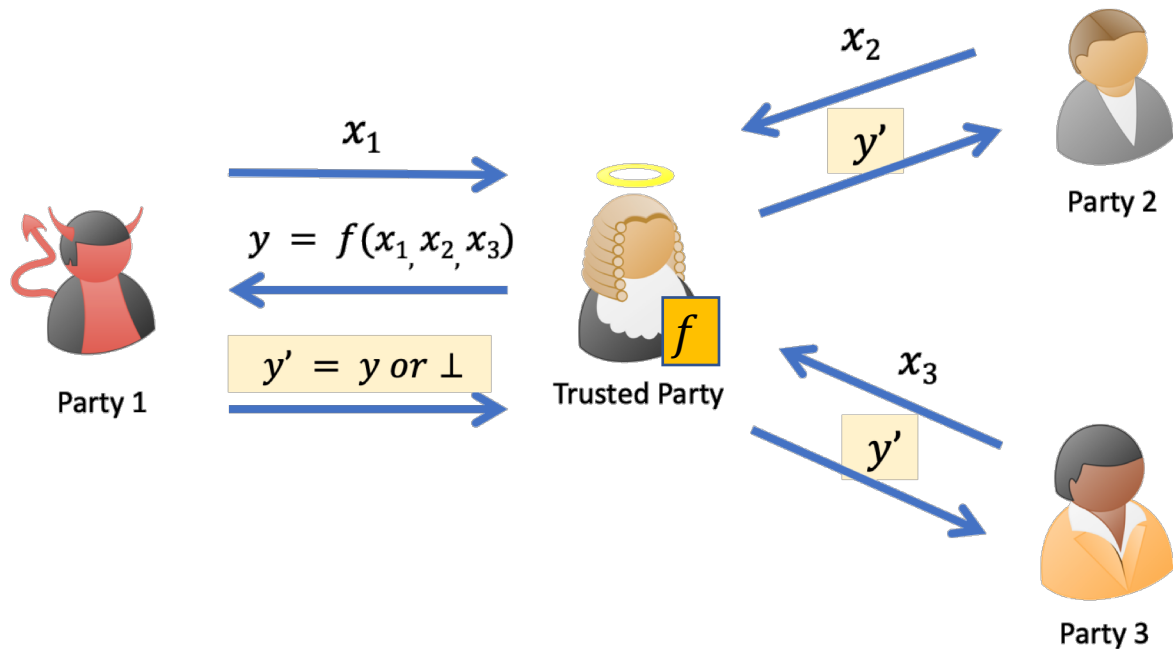 x₁
y = f(x₁, x₂, x₃)
y' = y or ⊥
Party 1
f
Trusted Party
x₂
y’
Party 2
x₃
y’
Party 3